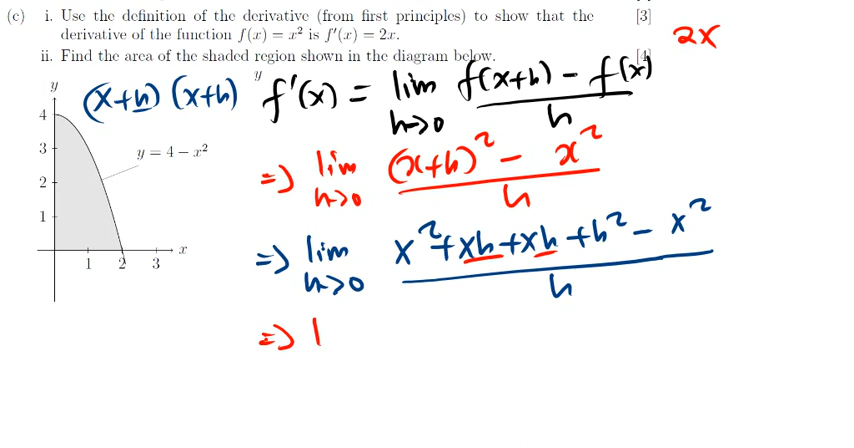 (c) i. Use the definition of the derivative (from first principles) to show that the [3]
derivative of the function f(x) = x² is f'(x) = 2x.
2x
ii. Find the area of the shaded region shown in the diagram below. [4]
y
y
(x+h) (x+h) f'(x) = lim h->0 f(x+h) - f(x) / h
4
3
2
1
y = 4 − x²
=> lim h->0 (x+h)² - x² / h
x
1 2 3
=> lim h->0 x² + xh + xh + h² - x² / h
=> l